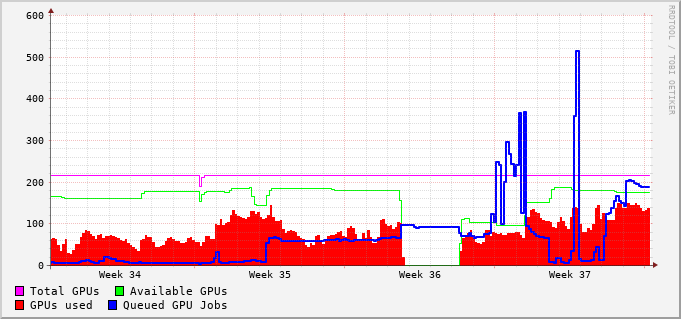 600
500
400
300
200
100
0
Week 34 Week 35 Week 36 Week 37
Total GPUs Available GPUs
GPUs used Queued GPU Jobs
RRDTOOL / TOBI OETIKER